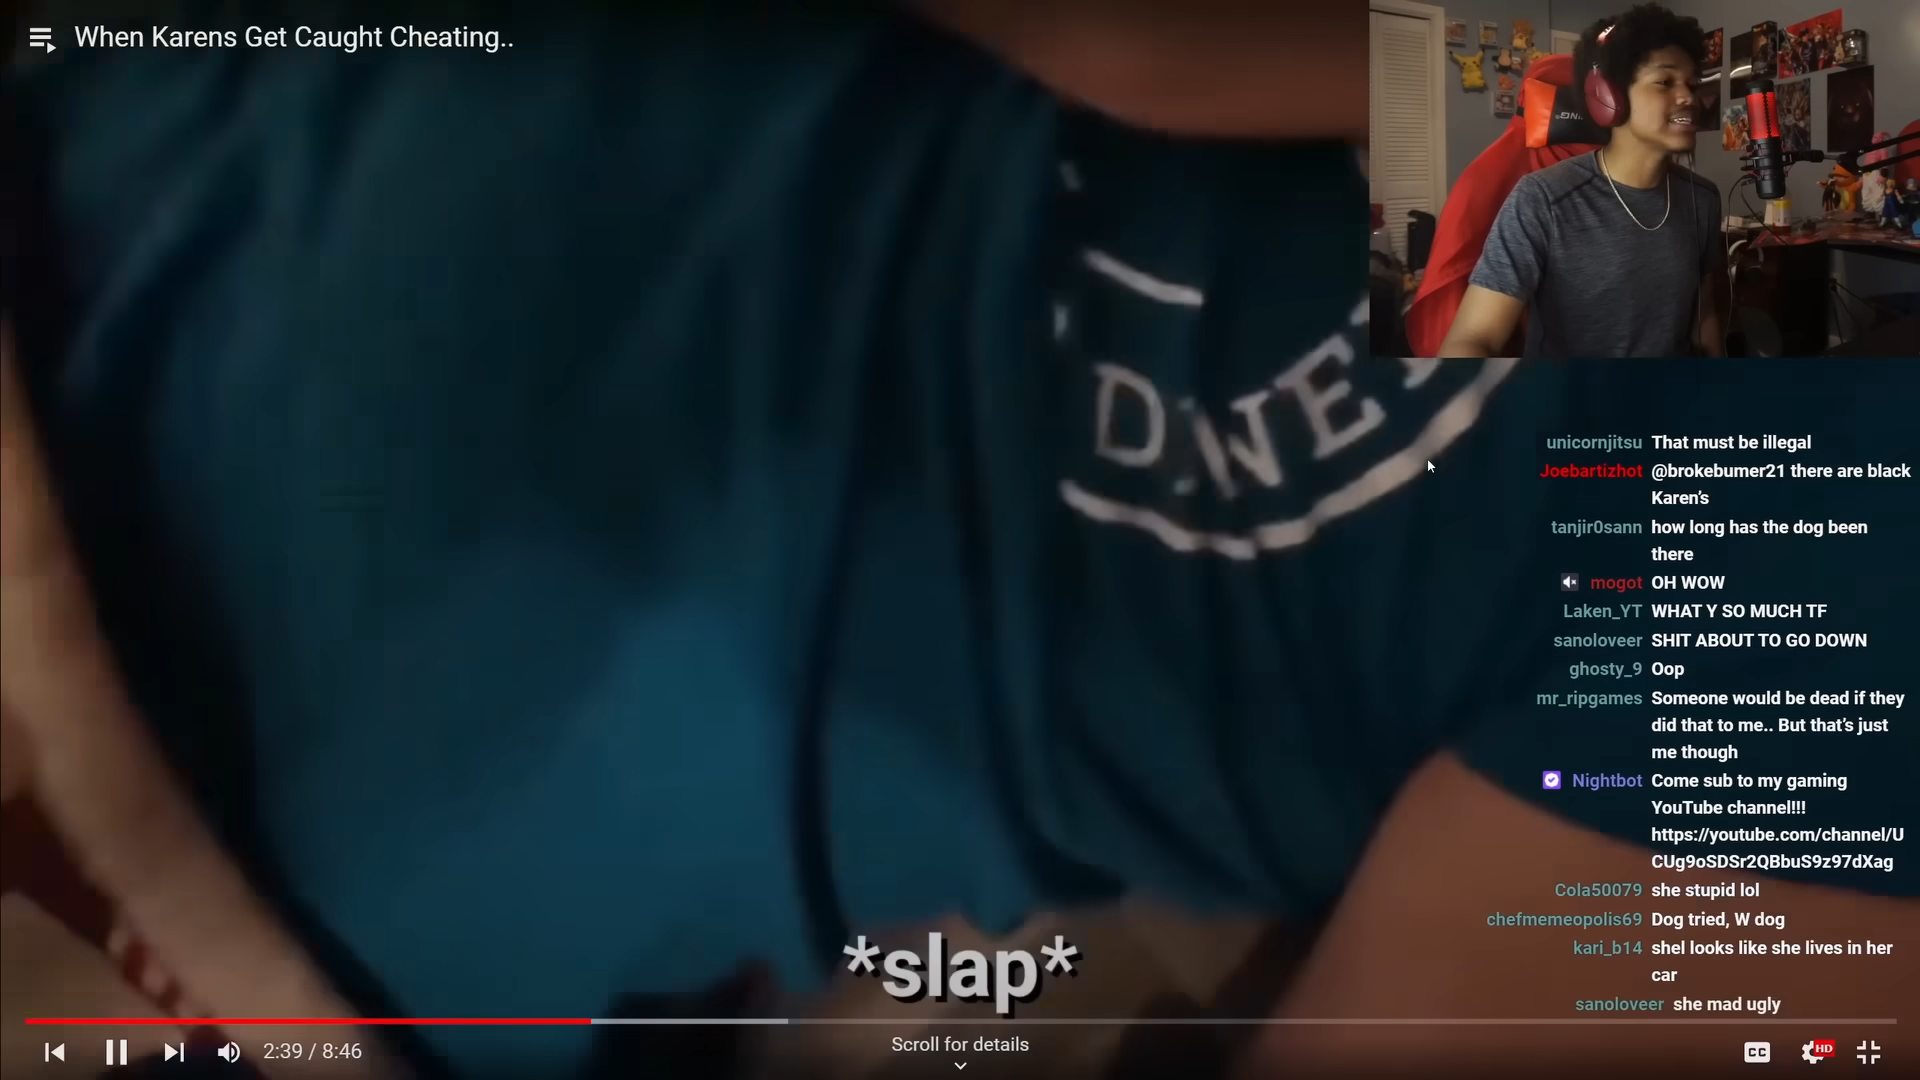 When Karens Get Caught Cheating..
DNE
unicornjitsu That must be illegal
Joebartizhot @brokebumer21 there are black
Karen's
tanjir0sann how long has the dog been
there
mogot OH WOW
Laken_YT WHAT Y SO MUCH TF
sanoloveer SHIT ABOUT TO GO DOWN
ghosty_9 Oop
mr_ripgames Someone would be dead if they
did that to me.. But that's just
me though
Nightbot Come sub to my gaming
YouTube channel!!!
https://youtube.com/channel/U
CUg9oSDSr2QBbuS9z97dXag
Cola50079 she stupid lol
chefmemeopolis69 Dog tried, W dog
kari_b14 shel looks like she lives in her
car
sanoloveer she mad ugly
*slap*
2:39 / 8:46
Scroll for details
CC
HD